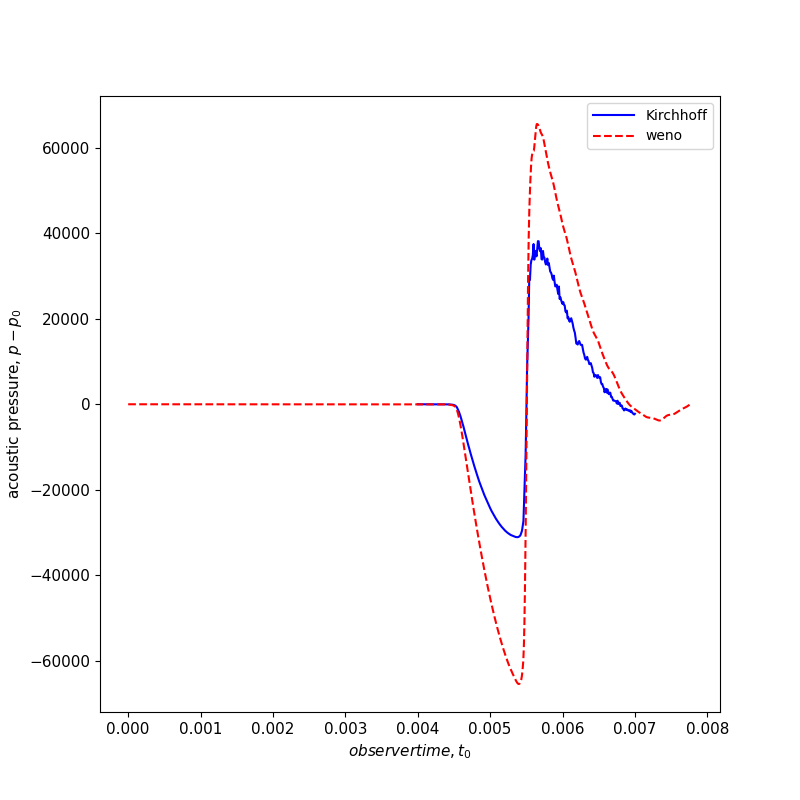 Kirchhoff
weno
60000
40000
20000
0
−20000
−40000
−60000
acoustic pressure, p − p₀
0.000 0.001 0.002 0.003 0.004 0.005 0.006 0.007 0.008
observertime, t₀